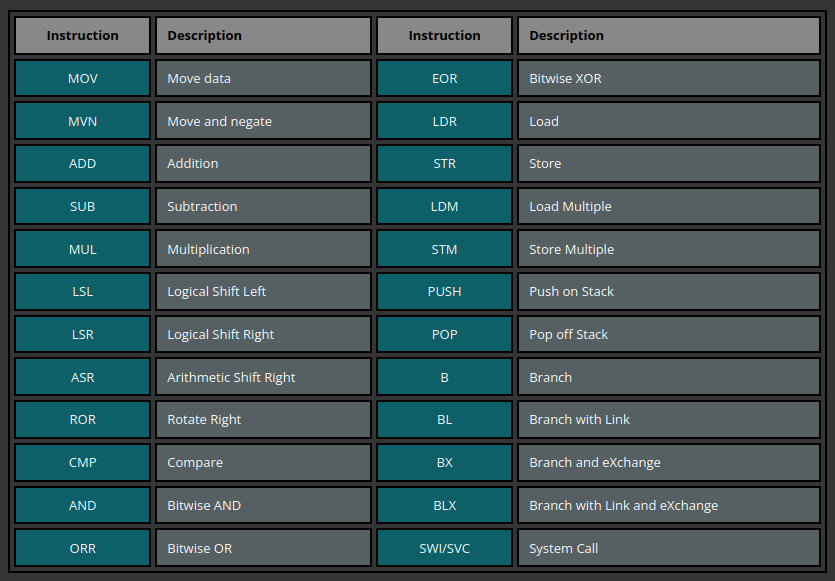 Instruction Description Instruction Description
MOV Move data EOR Bitwise XOR
MVN Move and negate LDR Load
ADD Addition STR Store
SUB Subtraction LDM Load Multiple
MUL Multiplication STM Store Multiple
LSL Logical Shift Left PUSH Push on Stack
LSR Logical Shift Right POP Pop off Stack
ASR Arithmetic Shift Right B Branch
ROR Rotate Right BL Branch with Link
CMP Compare BX Branch and eXchange
AND Bitwise AND BLX Branch with Link and eXchange
ORR Bitwise OR SWI/SVC System Call